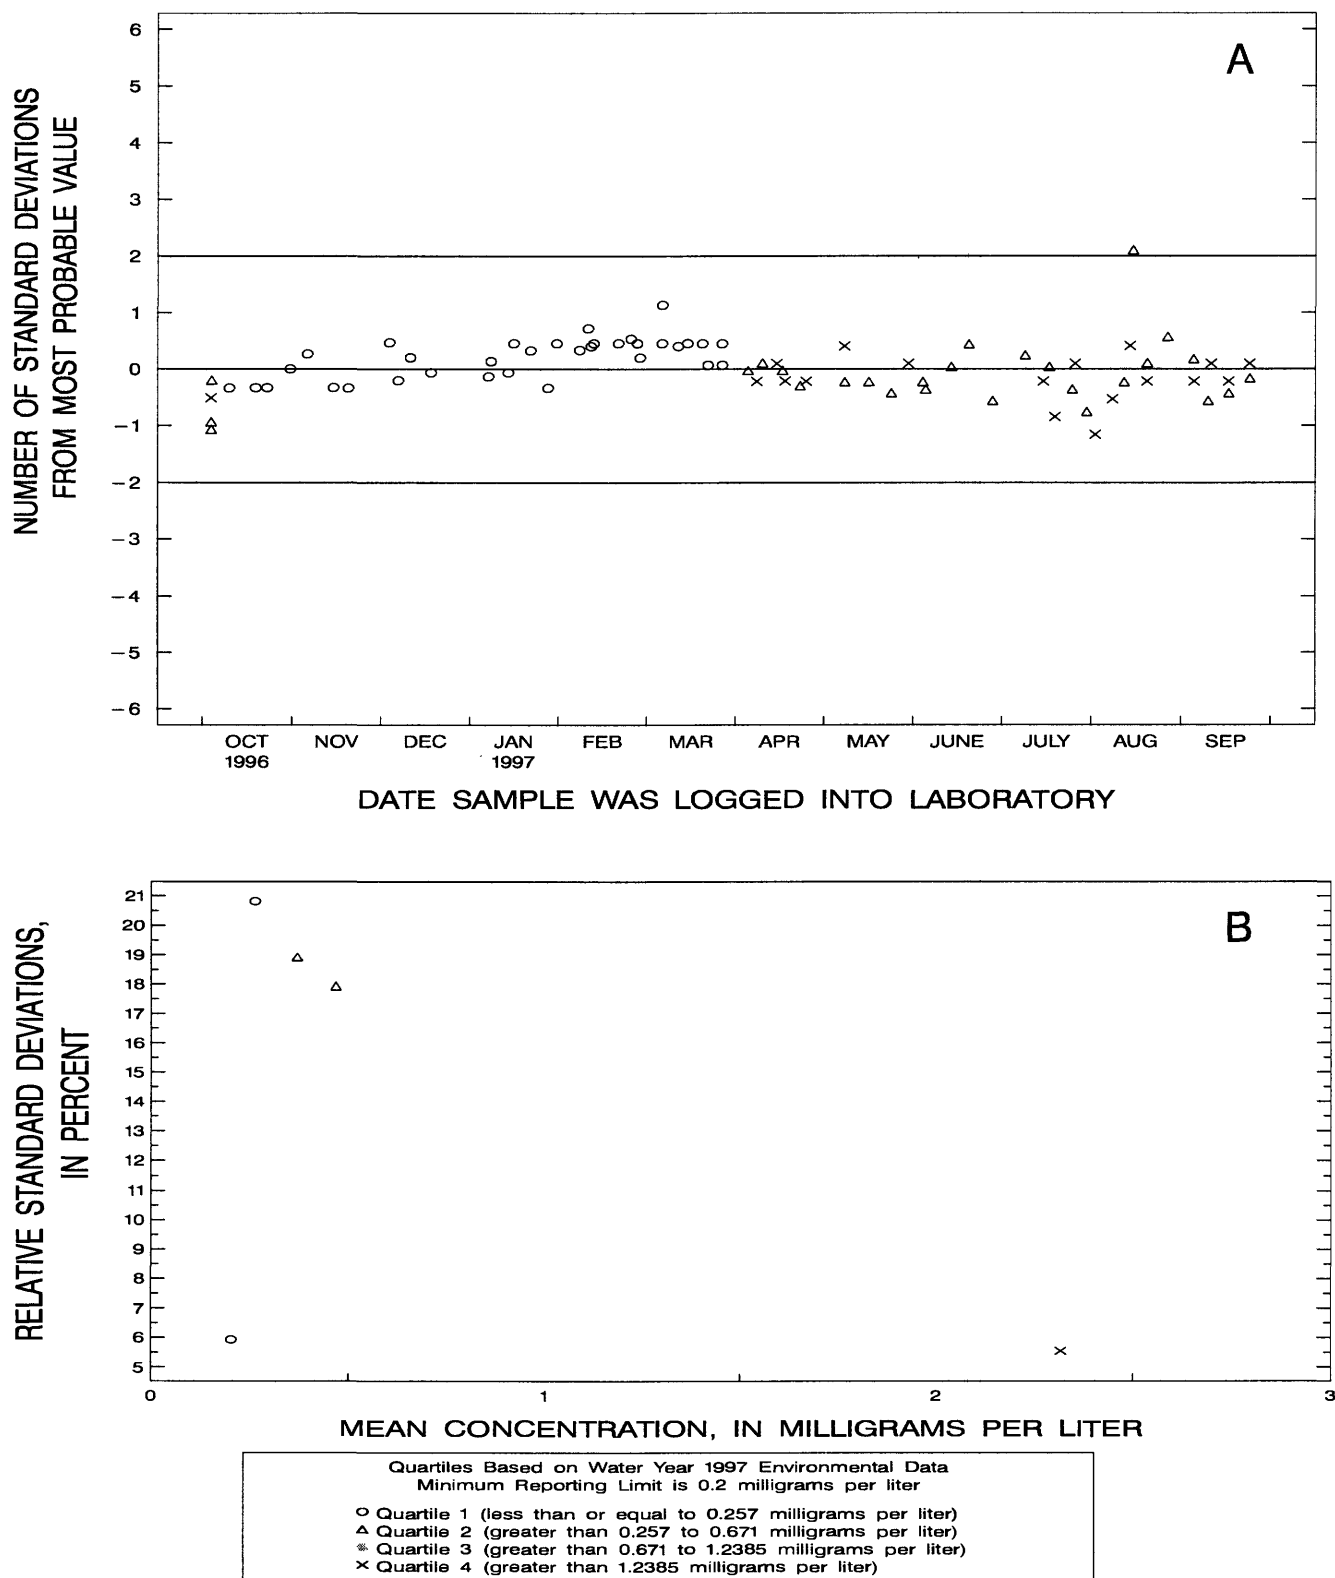 A
NUMBER OF STANDARD DEVIATIONS
FROM MOST PROBABLE VALUE
6
5
4
3
2
1
0
−1
−2
−3
−4
−5
−6
OCT NOV DEC JAN FEB MAR APR MAY JUNE JULY AUG SEP
1996 1997
DATE SAMPLE WAS LOGGED INTO LABORATORY
B
RELATIVE STANDARD DEVIATIONS,
IN PERCENT
21
20
19
18
17
16
15
14
13
12
11
10
9
8
7
6
5
0 1 2 3
MEAN CONCENTRATION, IN MILLIGRAMS PER LITER
Quartiles Based on Water Year 1997 Environmental Data
Minimum Reporting Limit is 0.2 milligrams per liter
Quartile 1 (less than or equal to 0.257 milligrams per liter)
Quartile 2 (greater than 0.257 to 0.671 milligrams per liter)
Quartile 3 (greater than 0.671 to 1.2385 milligrams per liter)
Quartile 4 (greater than 1.2385 milligrams per liter)